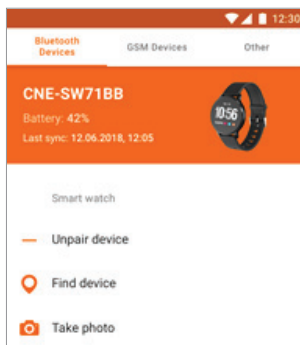 12:30
Bluetooth
Devices
GSM Devices
Other
CNE-SW71BB
Battery: 42%
Last sync: 12.06.2018, 12:05
10:56
Smart watch
Unpair device
Find device
Take photo